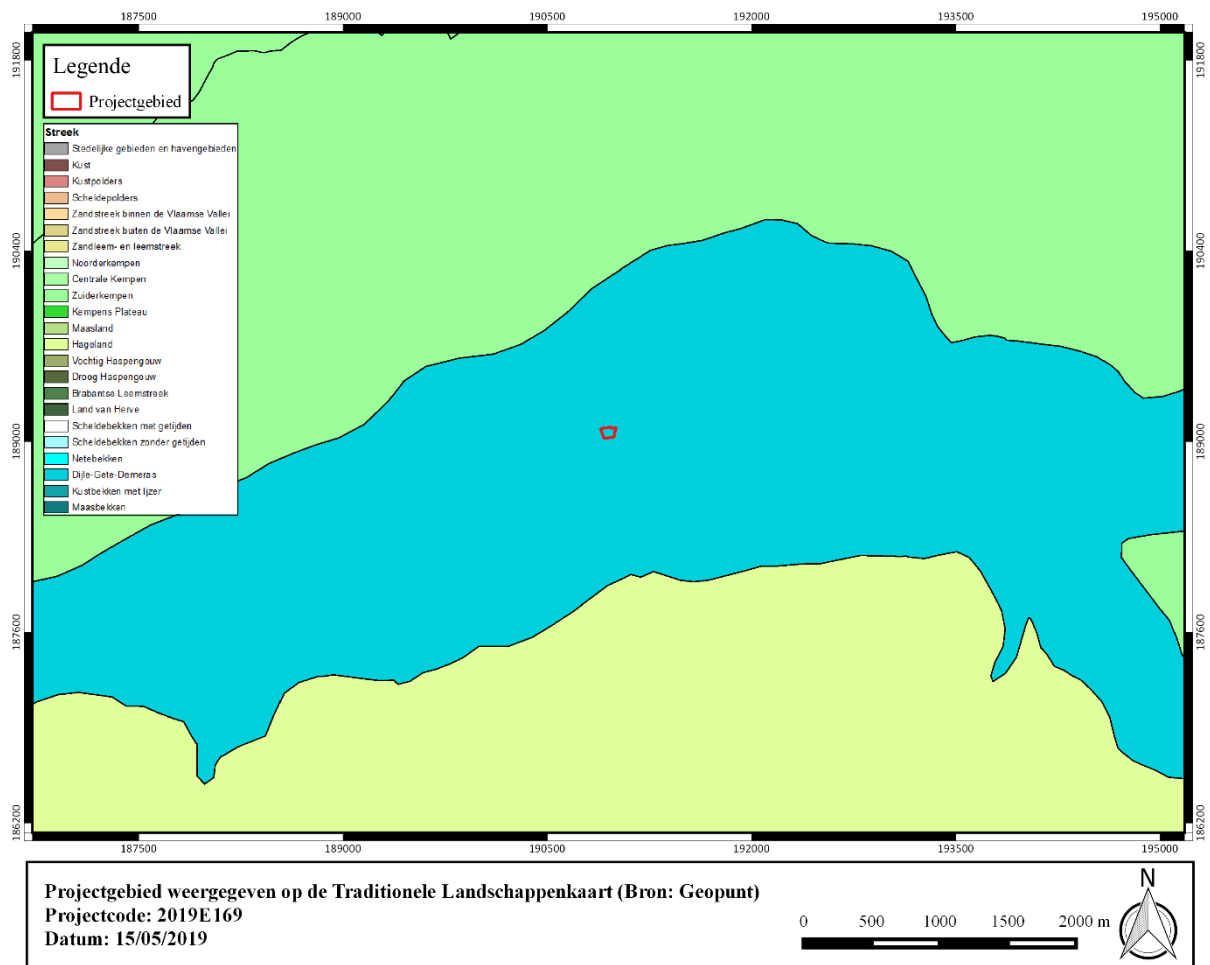 187500 189000 190500 192000 193500 195000
191800 191800
Legende
Projectgebied
Streek
Stedelijke gebieden en havengebieden
Kust
Kustpolders
Scheldepolders
Zandstreek binnen de Vlaamse Vallei
Zandstreek buiten de Vlaamse Vallei
Zandleem- en leemstreek
Noorderkempen
Centrale Kempen
Zuiderkempen
Kempens Plateau
Maasland
Hageland
Vochtig Haspengouw
Droog Haspengouw
Brabantse Leemstreek
Land van Herve
Scheldebekken met getijden
Scheldebekken zonder getijden
Netebekken
Dijle-Gete-Demeras
Kustbekken met Ijzer
Maasbekken
190400 190400
189000 189000
187600 187600
186200 186200
187500 189000 190500 192000 193500 195000
Projectgebied weergegeven op de Traditionele Landschappenkaart (Bron: Geopunt)
Projectcode: 2019E169
Datum: 15/05/2019
0 500 1000 1500 2000 m
N